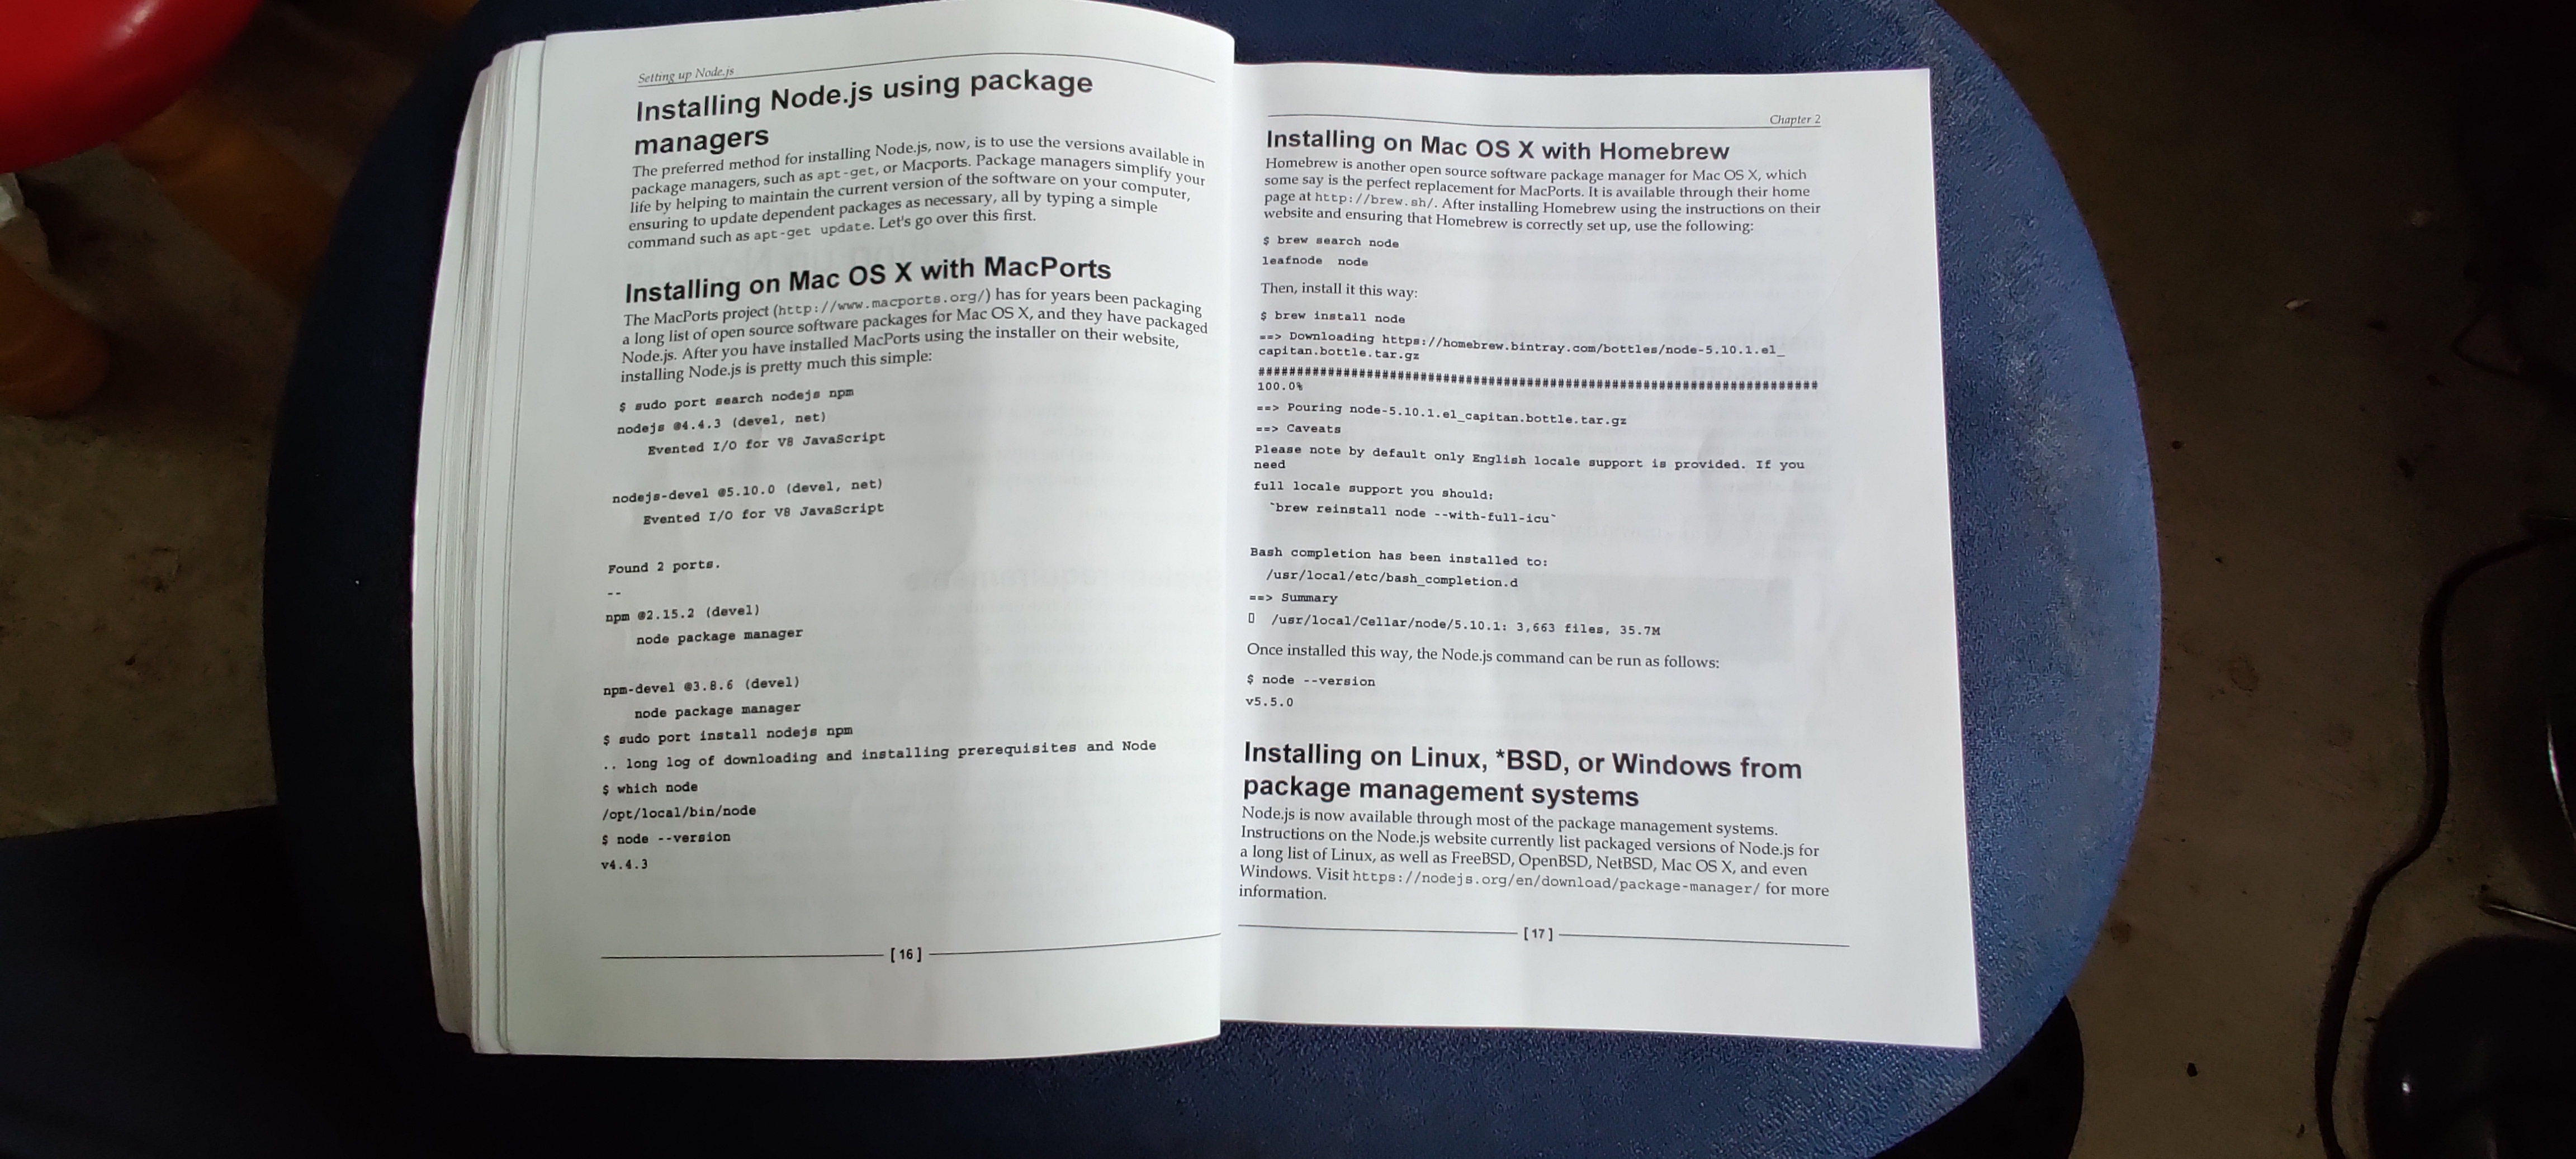 Setting up Node.js
Installing Node.js using package
managers
The preferred method for installing Node.js, now, is to use the versions available in
package managers, such as apt-get, or Macports. Package managers simplify your
life by helping to maintain the current version of the software on your computer,
ensuring to update dependent packages as necessary, all by typing a simple
command such as apt-get update. Let's go over this first.
Installing on Mac OS X with MacPorts
The MacPorts project (http://www.macports.org/) has for years been packaging
a long list of open source software packages for Mac OS X, and they have packaged
Node.js. After you have installed MacPorts using the installer on their website,
installing Node.js is pretty much this simple:
$ sudo port search nodejs npm
nodejs @4.4.3 (devel, net)
Evented I/O for V8 JavaScript
nodejs-devel @5.10.0 (devel, net)
Evented I/O for V8 JavaScript
Found 2 ports.
--
npm @2.15.2 (devel)
node package manager
npm-devel @3.8.6 (devel)
node package manager
$ sudo port install nodejs npm
.. long log of downloading and installing prerequisites and Node
$ which node
/opt/local/bin/node
$ node --version
v4.4.3
[ 16 ]
Chapter 2
Installing on Mac OS X with Homebrew
Homebrew is another open source software package manager for Mac OS X, which
some say is the perfect replacement for MacPorts. It is available through their home
page at http://brew.sh/. After installing Homebrew using the instructions on their
website and ensuring that Homebrew is correctly set up, use the following:
$ brew search node
leafnode  node
Then, install it this way:
$ brew install node
==> Downloading https://homebrew.bintray.com/bottles/node-5.10.1.el_
capitan.bottle.tar.gz
########################################################################
100.0%
==> Pouring node-5.10.1.el_capitan.bottle.tar.gz
==> Caveats
Please note by default only English locale support is provided. If you
need
full locale support you should:
`brew reinstall node --with-full-icu`
Bash completion has been installed to:
/usr/local/etc/bash_completion.d
==> Summary
▯  /usr/local/Cellar/node/5.10.1: 3,663 files, 35.7M
Once installed this way, the Node.js command can be run as follows:
$ node --version
v5.5.0
Installing on Linux, *BSD, or Windows from
package management systems
Node.js is now available through most of the package management systems.
Instructions on the Node.js website currently list packaged versions of Node.js for
a long list of Linux, as well as FreeBSD, OpenBSD, NetBSD, Mac OS X, and even
Windows. Visit https://nodejs.org/en/download/package-manager/ for more
information.
[ 17 ]